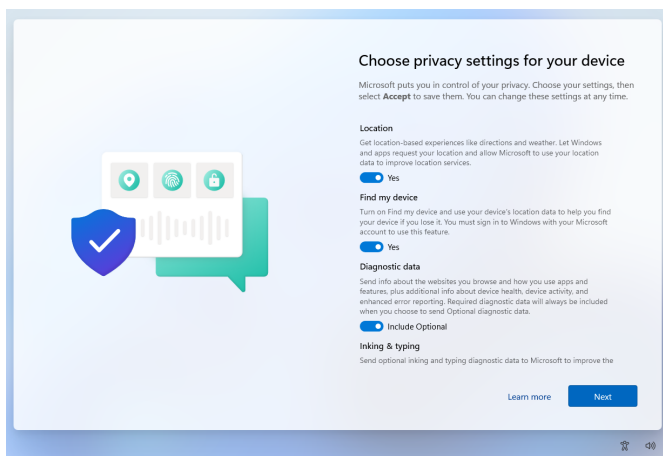 Choose privacy settings for your device
Microsoft puts you in control of your privacy. Choose your settings, then
select Accept to save them. You can change these settings at any time.
Location
Get location-based experiences like directions and weather. Let Windows
and apps request your location and allow Microsoft to use your location
data to improve location services.
Yes
Find my device
Turn on Find my device and use your device's location data to help you find
your device if you lose it. You must sign in to Windows with your Microsoft
account to use this feature.
Yes
Diagnostic data
Send info about the websites you browse and how you use apps and
features, plus additional info about device health, device activity, and
enhanced error reporting. Required diagnostic data will always be included
when you choose to send Optional diagnostic data.
Include Optional
Inking & typing
Send optional inking and typing diagnostic data to Microsoft to improve the
Learn more
Next